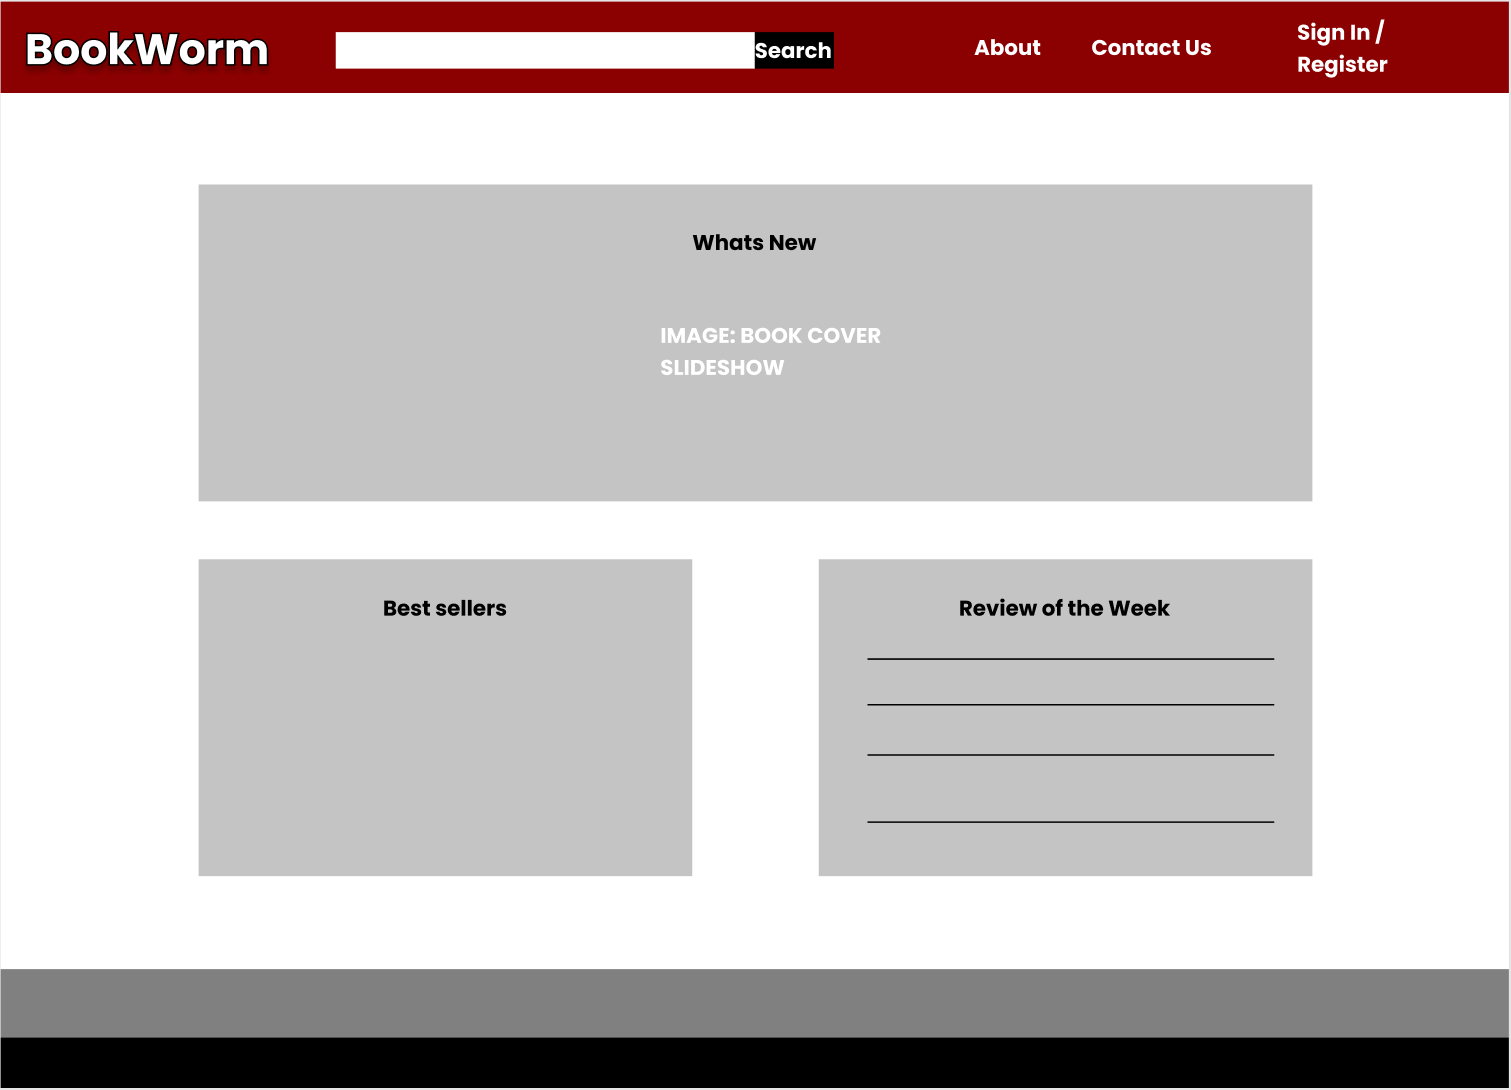 BookWorm
Search
About
Contact Us
Sign In /
Register
Whats New
IMAGE: BOOK COVER
SLIDESHOW
Best sellers
Review of the Week